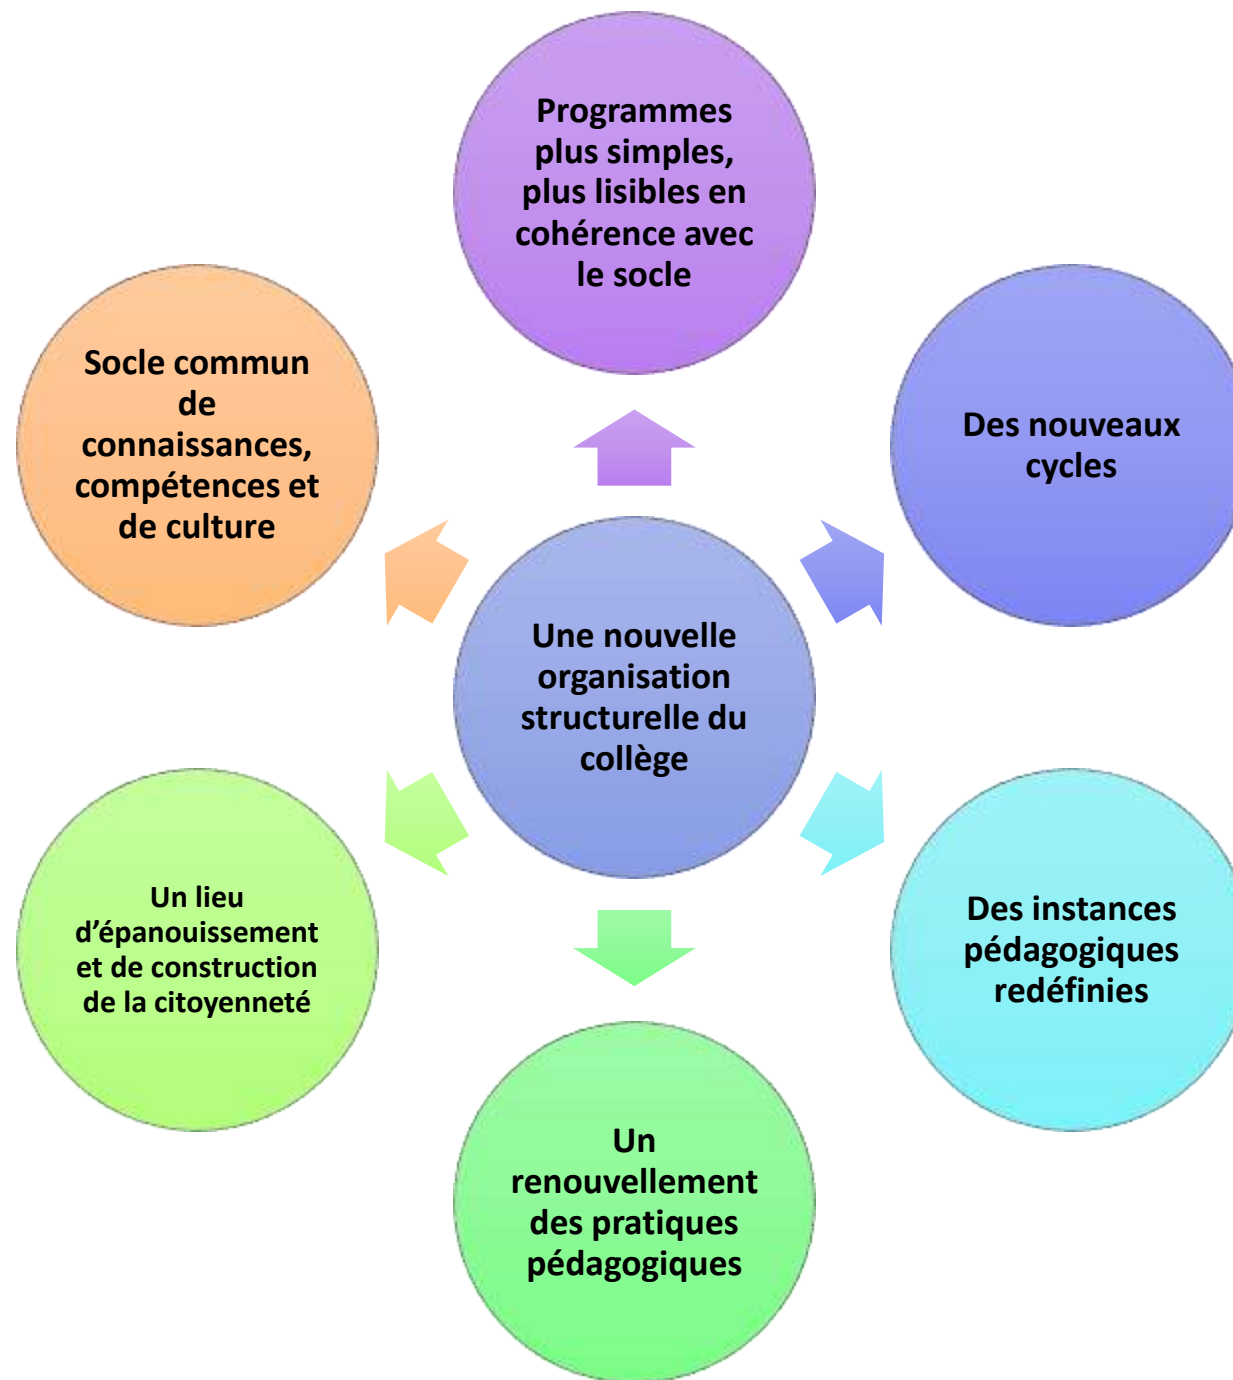 Programmes
plus simples,
plus lisibles en
cohérence avec
le socle
Socle commun
de
connaissances,
compétences et
de culture
Des nouveaux
cycles
Une nouvelle
organisation
structurelle du
collège
Un lieu
d’épanouissement
et de construction
de la citoyenneté
Des instances
pédagogiques
redéfinies
Un
renouvellement
des pratiques
pédagogiques